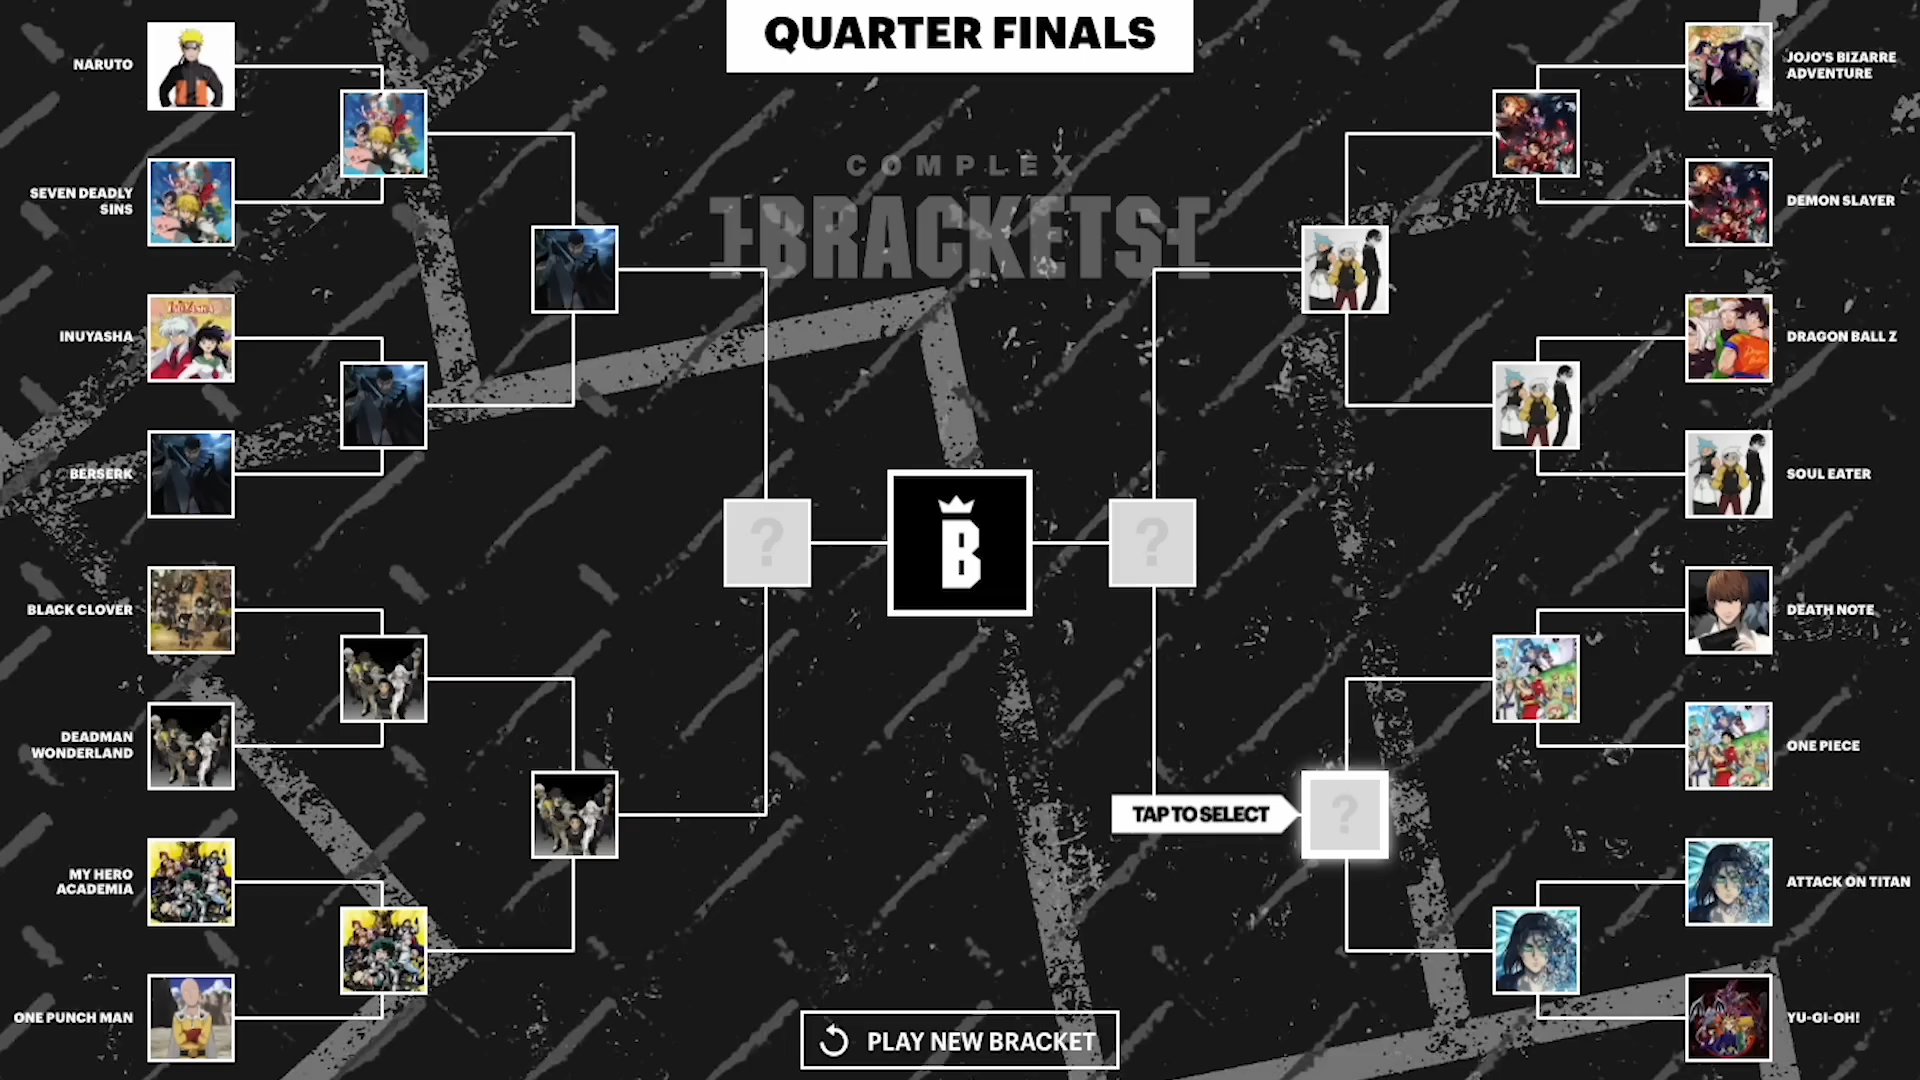 QUARTER FINALS
COMPLEX
BRACKETS
NARUTO
SEVEN DEADLY
SINS
INUYASHA
INUYASHA
BERSERK
BLACK CLOVER
DEADMAN
WONDERLAND
MY HERO
ACADEMIA
ONE PUNCH MAN
?
B
?
TAP TO SELECT
?
JOJO'S BIZARRE
ADVENTURE
DEMON SLAYER
DRAGON BALL Z
SOUL EATER
DEATH NOTE
ONE PIECE
ATTACK ON TITAN
YU-GI-OH!
PLAY NEW BRACKET